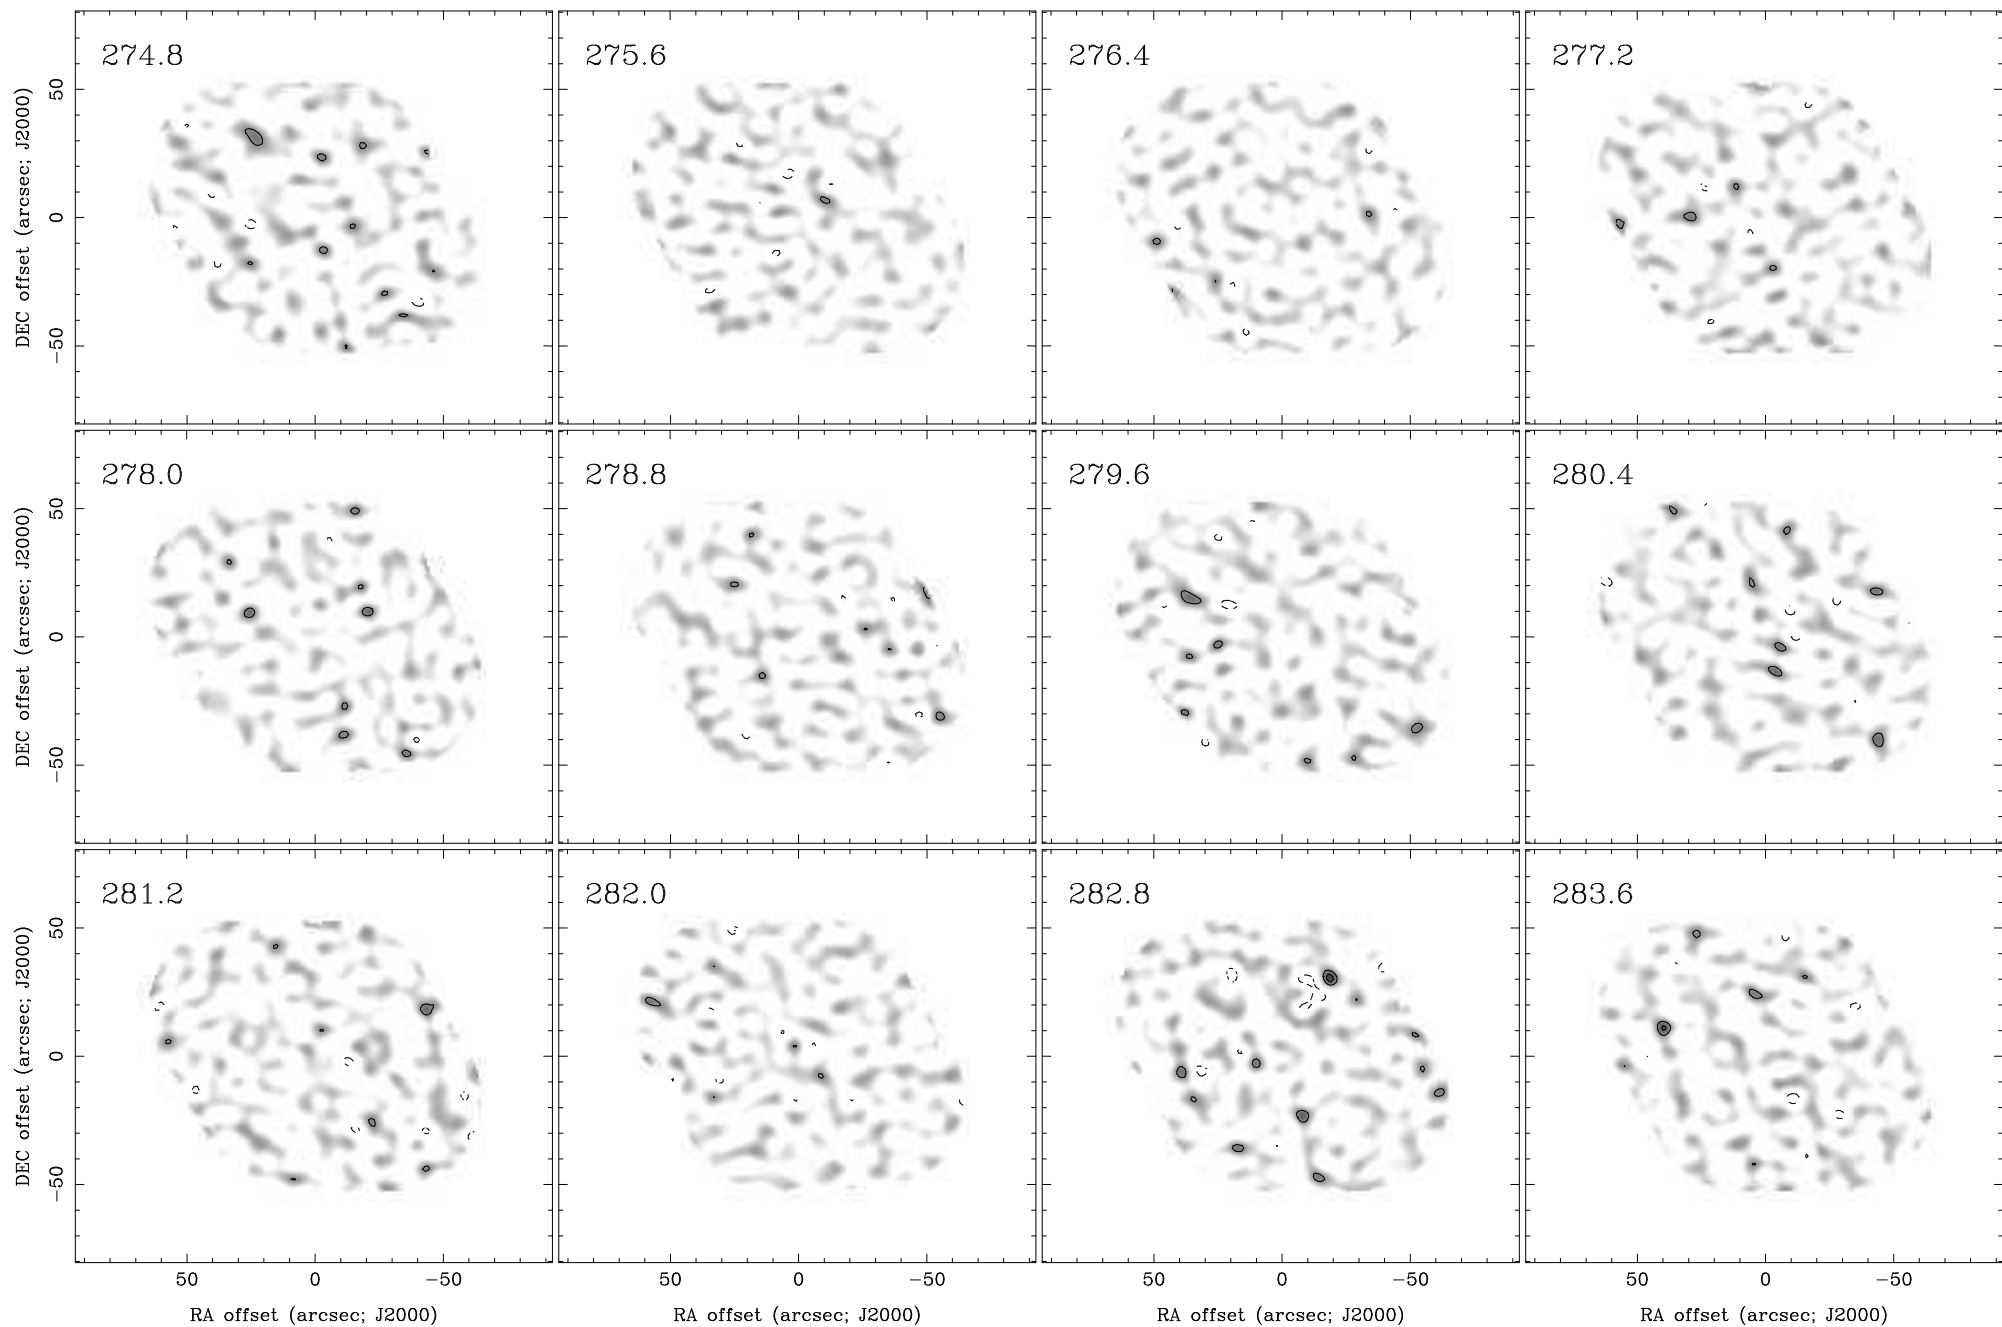 274.8 275.6 276.4 277.2
DEC offset (arcsec; J2000)
50
0
−50
278.0 278.8 279.6 280.4
DEC offset (arcsec; J2000)
50
0
−50
281.2 282.0 282.8 283.6
DEC offset (arcsec; J2000)
50
0
−50
50 0 −50 50 0 −50 50 0 −50 50 0 −50
RA offset (arcsec; J2000) RA offset (arcsec; J2000) RA offset (arcsec; J2000) RA offset (arcsec; J2000)